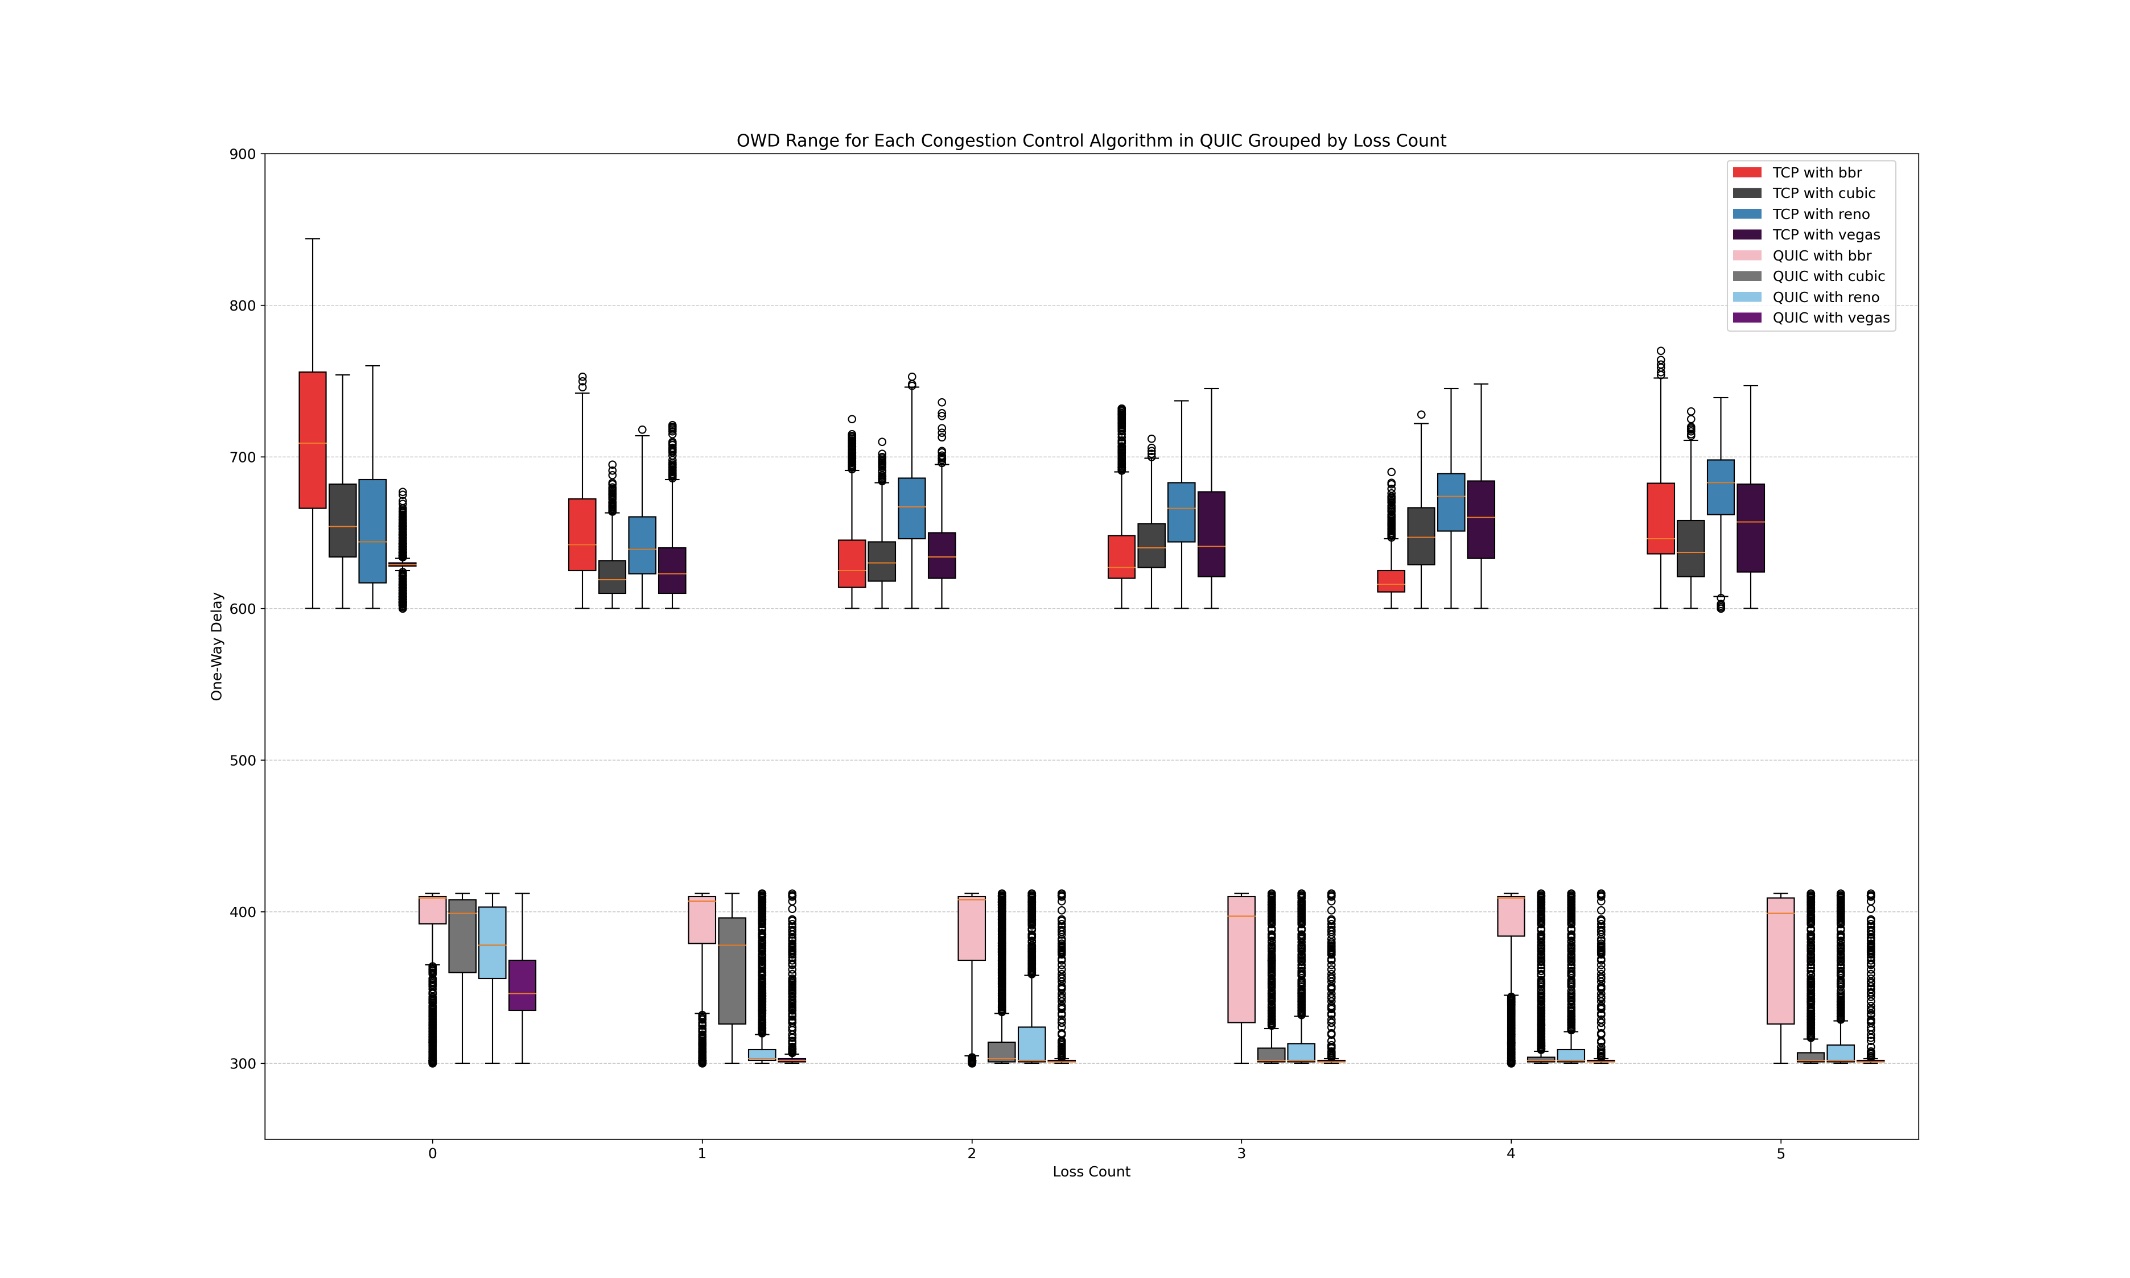 OWD Range for Each Congestion Control Algorithm in QUIC Grouped by Loss Count
900
800
700
600
500
400
300
One-Way Delay
TCP with bbr
TCP with cubic
TCP with reno
TCP with vegas
QUIC with bbr
QUIC with cubic
QUIC with reno
QUIC with vegas
0 1 2 3 4 5
Loss Count